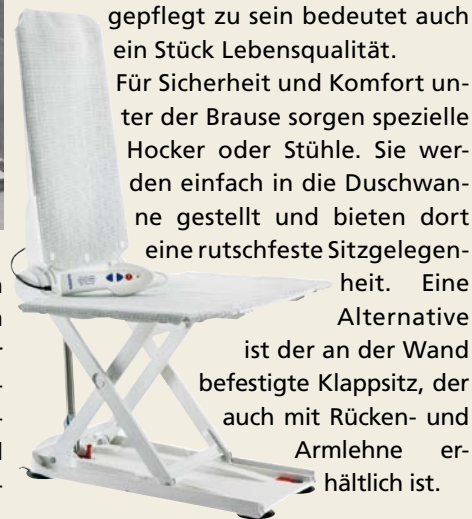 gepflegt zu sein bedeutet auch
ein Stück Lebensqualität.
Für Sicherheit und Komfort un-
ter der Brause sorgen spezielle
Hocker oder Stühle. Sie wer-
den einfach in die Duschwan-
ne gestellt und bieten dort
eine rutschfeste Sitzgelegen-
heit. Eine
Alternative
ist der an der Wand
befestigte Klappsitz, der
auch mit Rücken- und
Armlehne er-
hältlich ist.